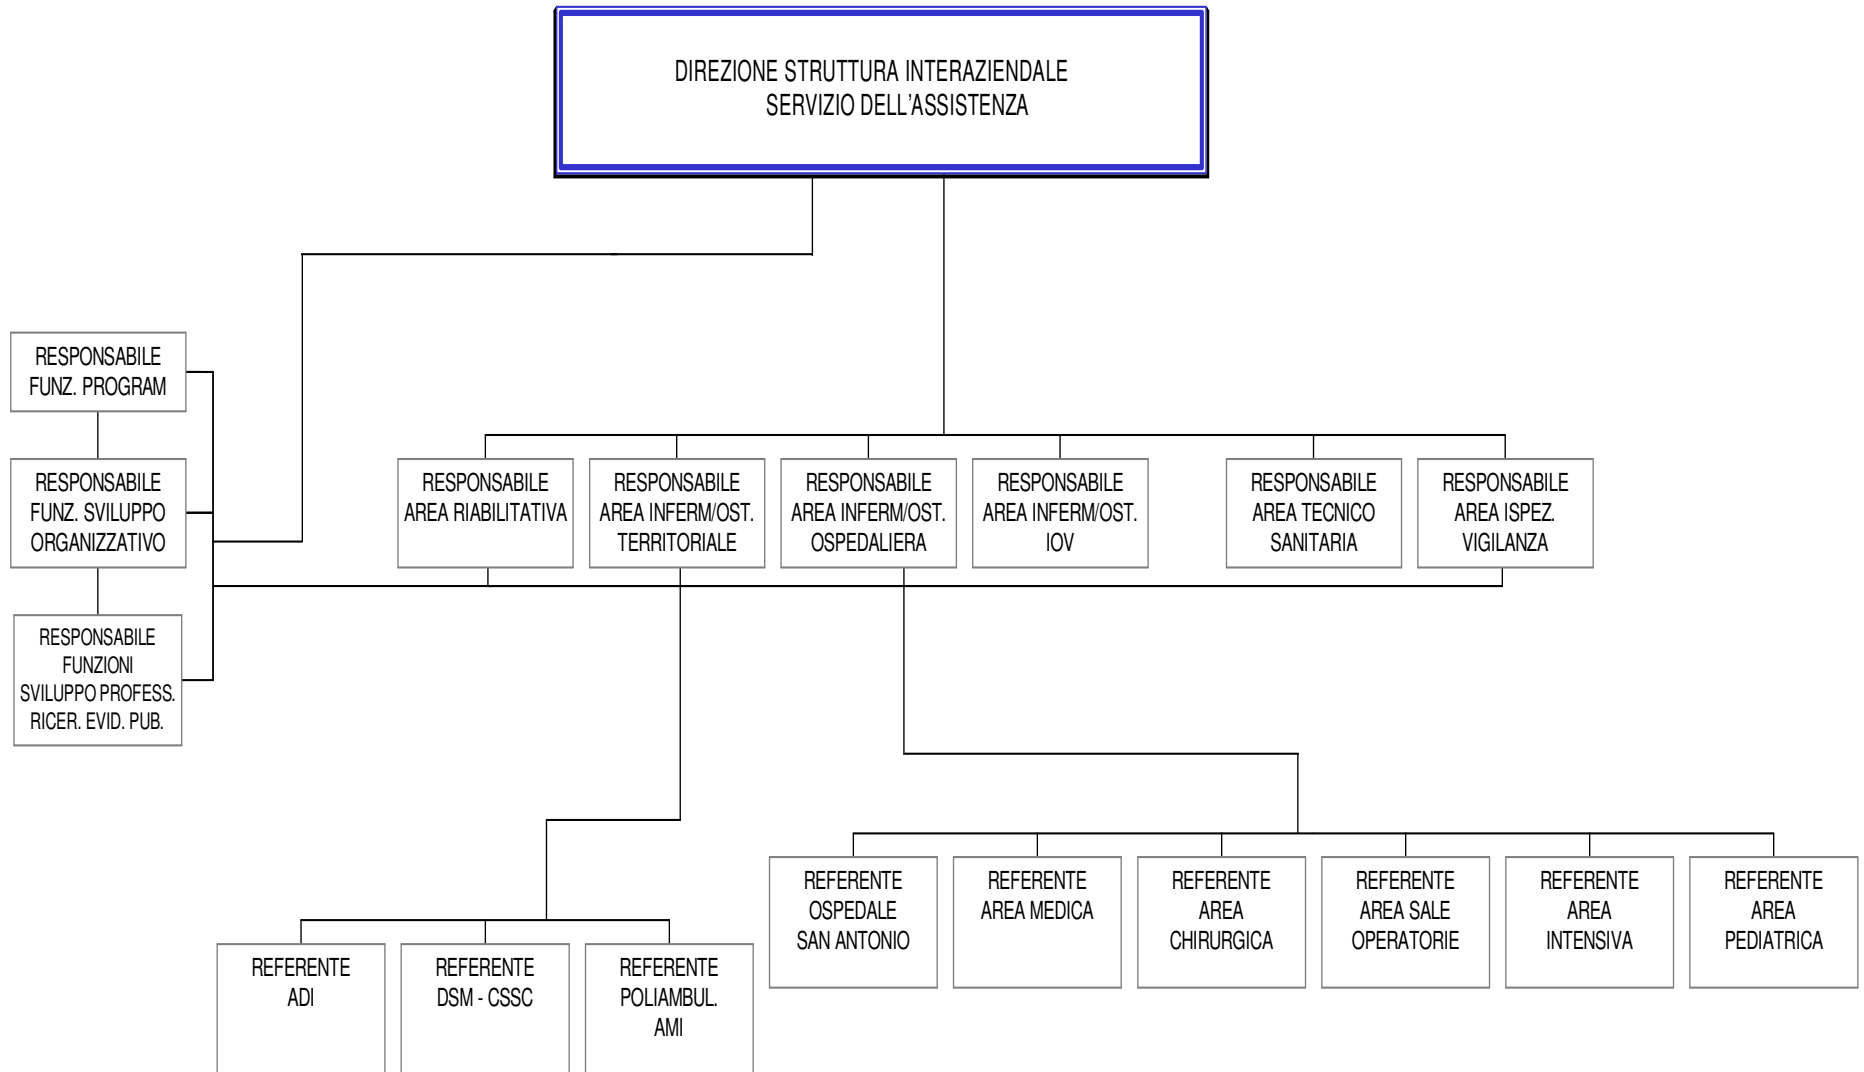 DIREZIONE STRUTTURA INTERAZIENDALE
SERVIZIO DELL'ASSISTENZA
RESPONSABILE
FUNZ. PROGRAM
RESPONSABILE
FUNZ. SVILUPPO
ORGANIZZATIVO
RESPONSABILE
FUNZIONI
SVILUPPO PROFESS.
RICER. EVID. PUB.
RESPONSABILE
AREA RIABILITATIVA
RESPONSABILE
AREA INFERM/OST.
TERRITORIALE
RESPONSABILE
AREA INFERM/OST.
OSPEDALIERA
RESPONSABILE
AREA INFERM/OST.
IOV
RESPONSABILE
AREA TECNICO
SANITARIA
RESPONSABILE
AREA ISPEZ.
VIGILANZA
REFERENTE
ADI
REFERENTE
DSM - CSSC
REFERENTE
POLIAMBUL.
AMI
REFERENTE
OSPEDALE
SAN ANTONIO
REFERENTE
AREA MEDICA
REFERENTE
AREA
CHIRURGICA
REFERENTE
AREA SALE
OPERATORIE
REFERENTE
AREA
INTENSIVA
REFERENTE
AREA
PEDIATRICA